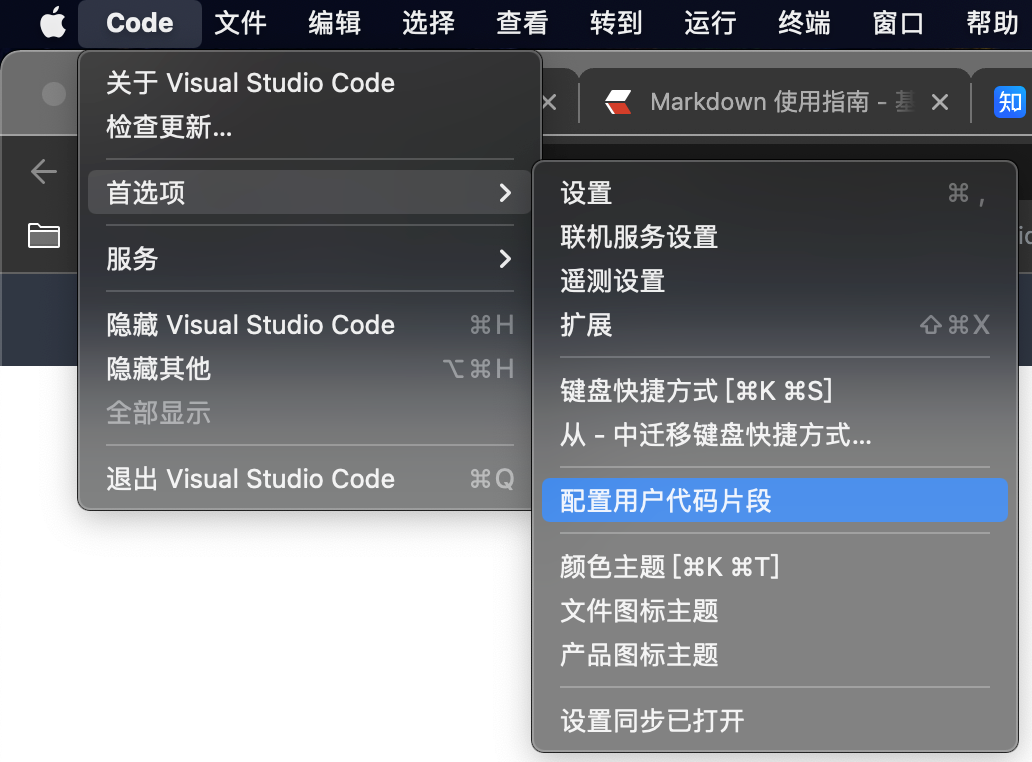 Code 文件 编辑 选择 查看 转到 运行 终端 窗口 帮助
Markdown 使用指南 - 基
知
关于 Visual Studio Code
检查更新...
首选项
服务
隐藏 Visual Studio Code ⌘H
隐藏其他 ⌥⌘H
全部显示
退出 Visual Studio Code ⌘Q
设置 ⌘ ,
联机服务设置
遥测设置
扩展 ⇧⌘X
键盘快捷方式 [⌘K ⌘S]
从 - 中迁移键盘快捷方式...
配置用户代码片段
颜色主题 [⌘K ⌘T]
文件图标主题
产品图标主题
设置同步已打开